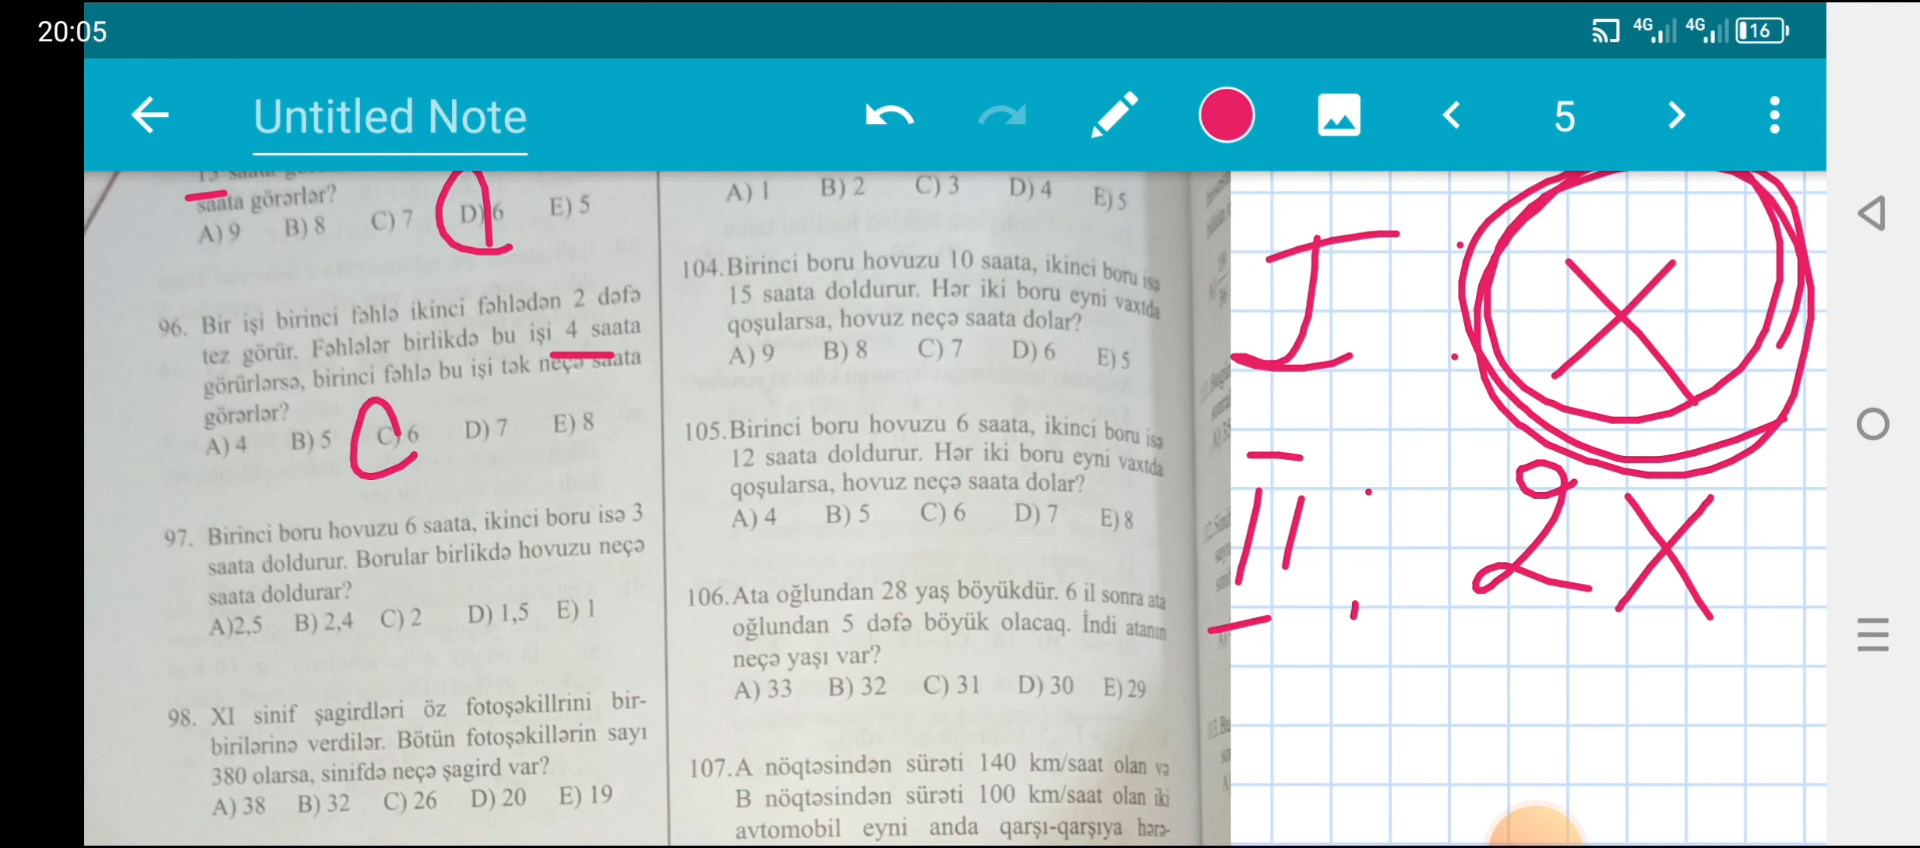 20:05
4G 4G 16
Untitled Note
5
saata görərlər?
A) 9 B) 8 C) 7 D) 6 E) 5
96. Bir işi birinci fəhlə ikinci fəhlədən 2 dəfə
tez görür. Fəhlələr birlikdə bu işi 4 saata
görürlərsə, birinci fəhlə bu işi tək neçə saata
görərlər?
A) 4 B) 5 C) 6 D) 7 E) 8
97. Birinci boru hovuzu 6 saata, ikinci boru isə 3
saata doldurur. Borular birlikdə hovuzu neçə
saata doldurar?
A)2,5 B) 2,4 C) 2 D) 1,5 E) 1
98. XI sinif şagirdləri öz fotoşəkillrini bir-
birilərinə verdilər. Bötün fotoşəkillərin sayı
380 olarsa, sinifdə neçə şagird var?
A) 38 B) 32 C) 26 D) 20 E) 19
A) 1 B) 2 C) 3 D) 4 E) 5
104. Birinci boru hovuzu 10 saata, ikinci boru isə
15 saata doldurur. Hər iki boru eyni vaxtda
qoşularsa, hovuz neçə saata dolar?
A) 9 B) 8 C) 7 D) 6 E) 5
105. Birinci boru hovuzu 6 saata, ikinci boru isə
12 saata doldurur. Hər iki boru eyni vaxtda
qoşularsa, hovuz neçə saata dolar?
A) 4 B) 5 C) 6 D) 7 E) 8
106. Ata oğlundan 28 yaş böyükdür. 6 il sonra ata
oğlundan 5 dəfə böyük olacaq. İndi atanın
neçə yaşı var?
A) 33 B) 32 C) 31 D) 30 E) 29
107. A nöqtəsindən sürəti 140 km/saat olan və
B nöqtəsindən sürəti 100 km/saat olan iki
avtomobil eyni anda qarşı-qarşıya hərə-
I : X
II : 2X